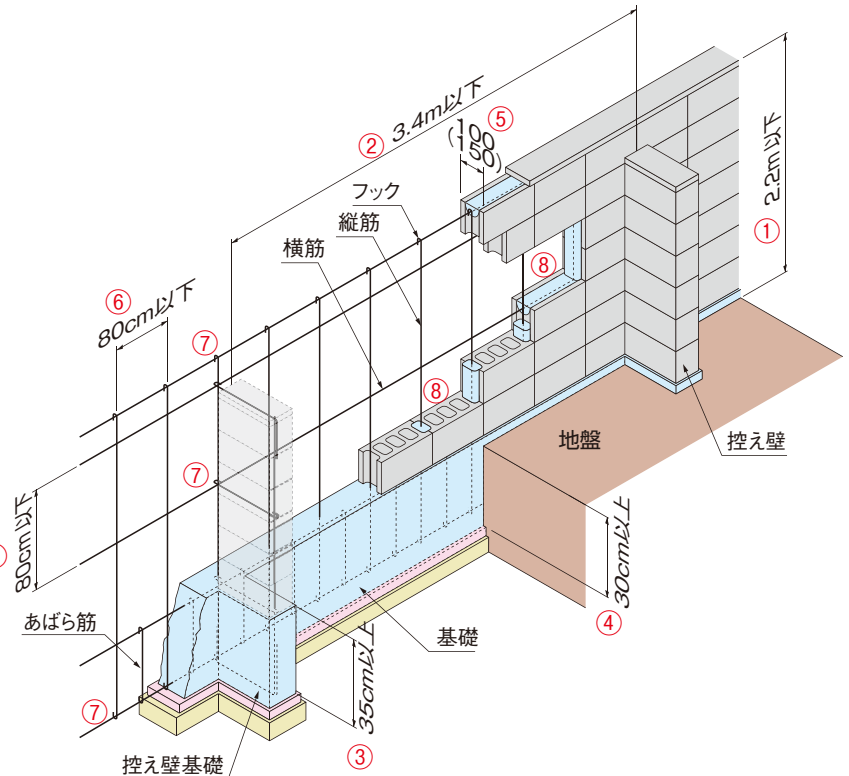 ② 3.4m以下
⑤
100
(150)
① 2.2m以下
フック
縦筋
横筋
⑥
80cm以下
⑦
⑧
⑧
⑦
地盤
控え壁
80cm以下
30cm以上
④
あばら筋
基礎
35cm以上
③
⑦
控え壁基礎